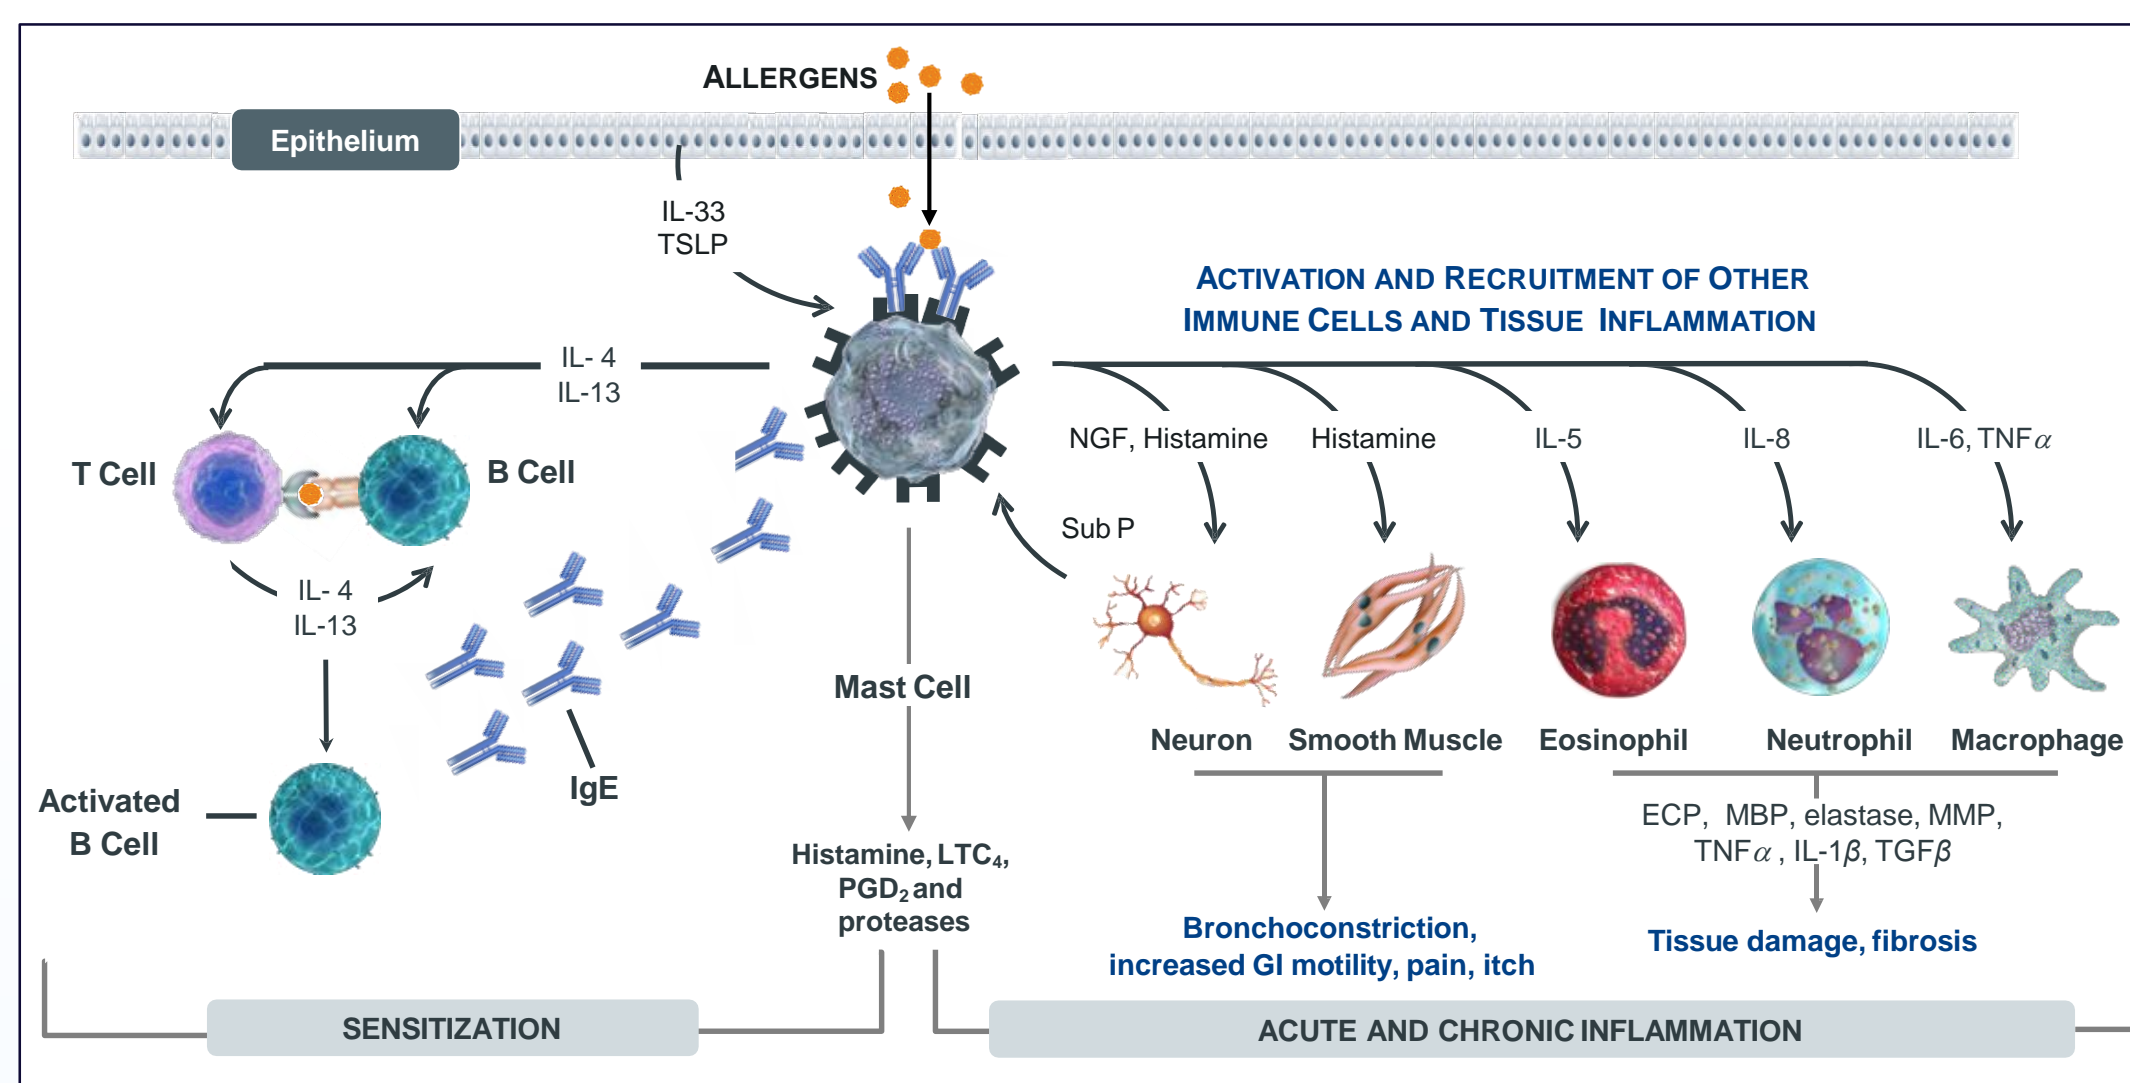 ALLERGENS
Epithelium
IL-33
TSLP
ACTIVATION AND RECRUITMENT OF OTHER
IMMUNE CELLS AND TISSUE INFLAMMATION
IL- 4
IL-13
T Cell
B Cell
NGF, Histamine
Histamine
IL-5
IL-8
IL-6, TNFα
Sub P
IL- 4
IL-13
Mast Cell
Neuron
Smooth Muscle
Eosinophil
Neutrophil
Macrophage
IgE
Activated
B Cell
ECP, MBP, elastase, MMP,
TNFα , IL-1β, TGFβ
Histamine, LTC₄,
PGD₂ and
proteases
Bronchoconstriction,
increased GI motility, pain, itch
Tissue damage, fibrosis
SENSITIZATION
ACUTE AND CHRONIC INFLAMMATION